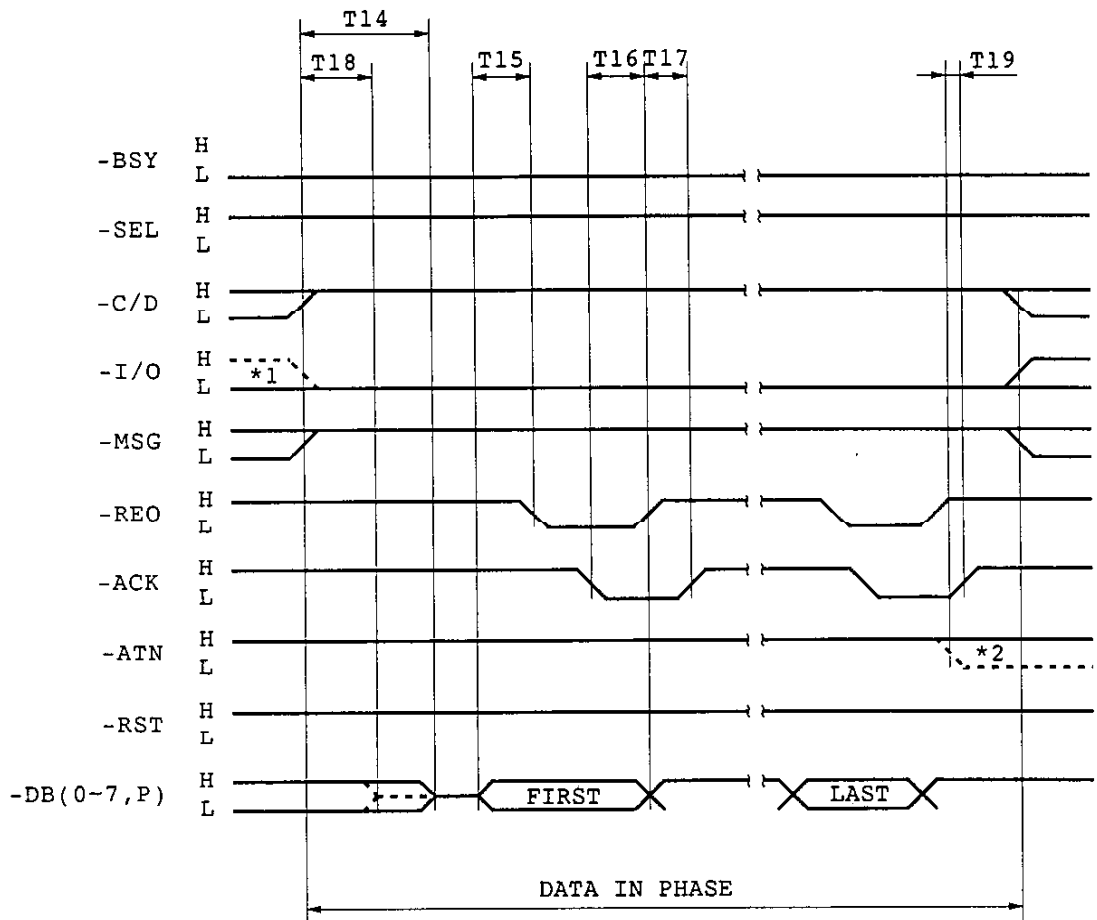 T14
T18
T15
T16
T17
T19
-BSY H
L
-SEL H
L
-C/D H
L
-I/O H
L
*1
-MSG H
L
-REO H
L
-ACK H
L
-ATN H
L
*2
-RST H
L
-DB(0~7,P) H
L
FIRST
LAST
DATA IN PHASE